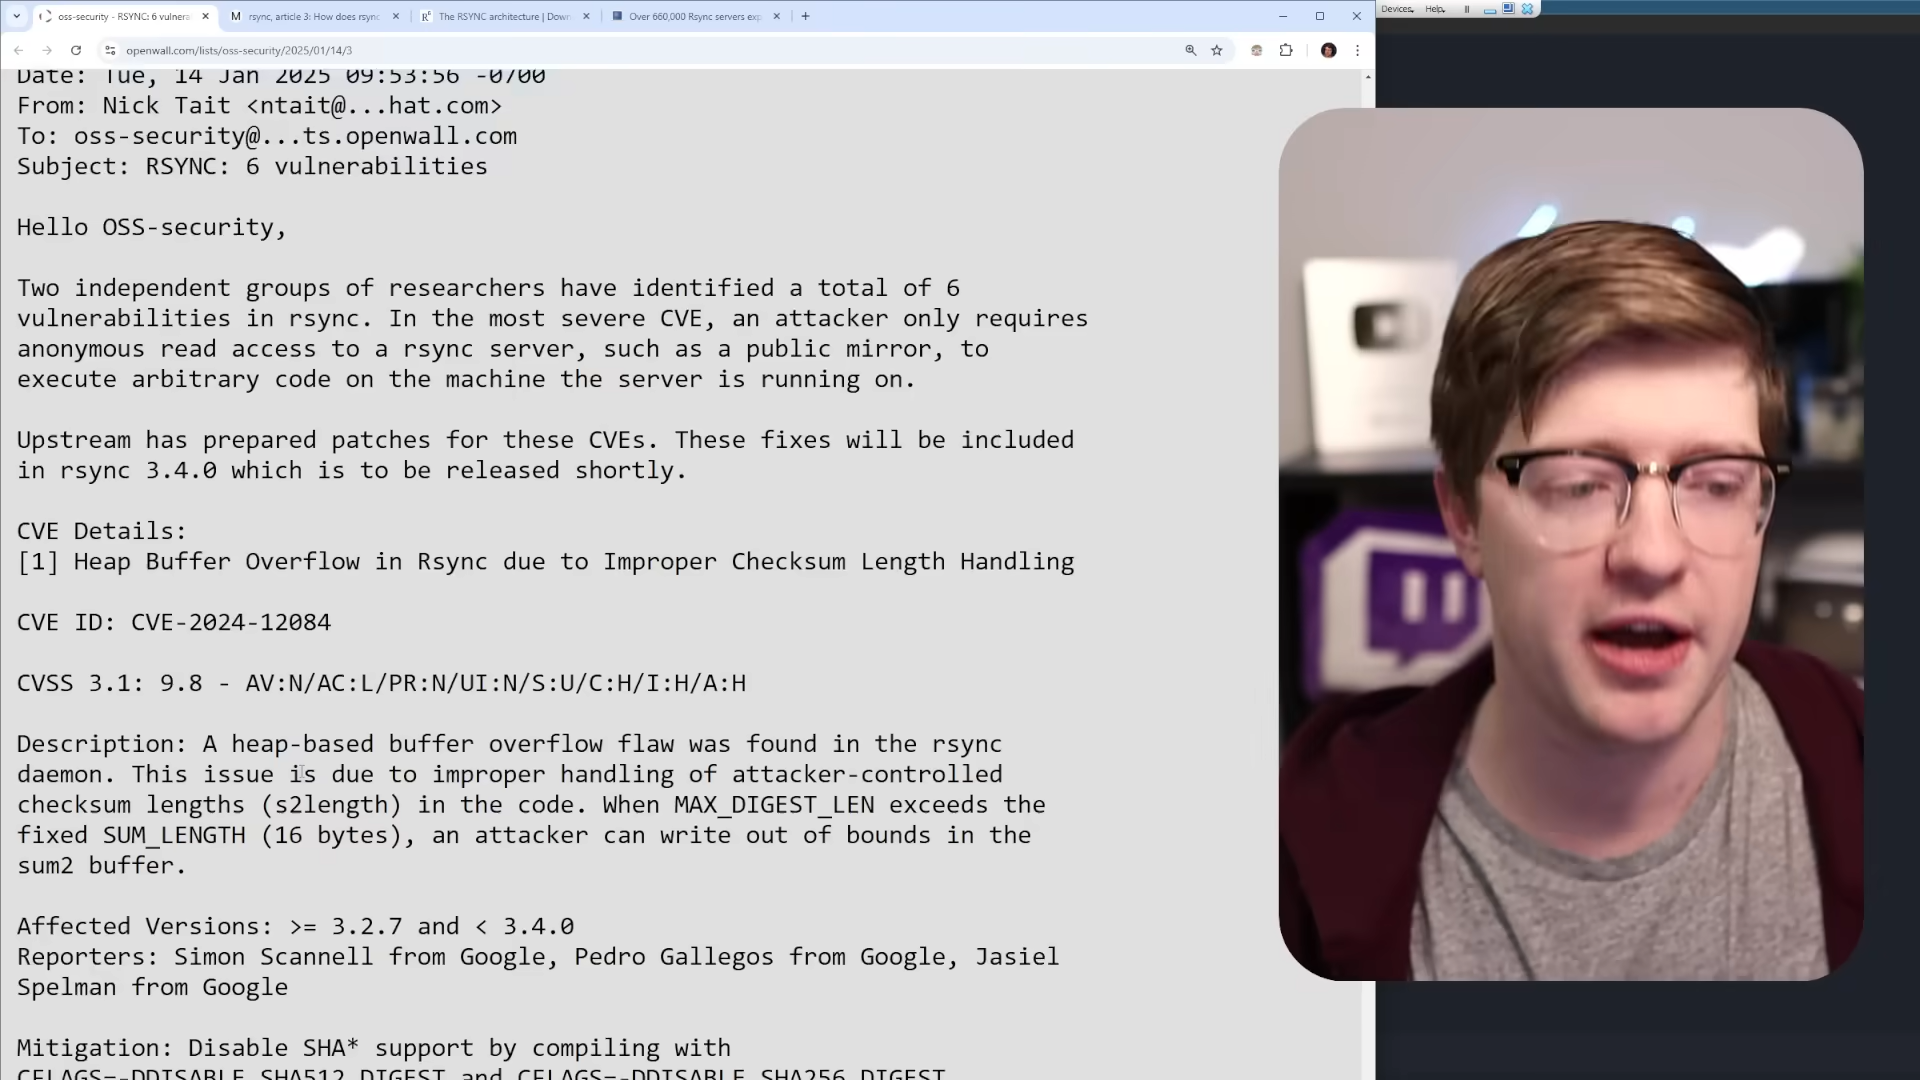 oss-security - RSYNC: 6 vulnera
rsync, article 3: How does rsync
The RSYNC architecture | Down
Over 660,000 Rsync servers exp
Devices
Help
openwall.com/lists/oss-security/2025/01/14/3
Date: Tue, 14 Jan 2025 09:53:56 -0700
From: Nick Tait <ntait@...hat.com>
To: oss-security@...ts.openwall.com
Subject: RSYNC: 6 vulnerabilities
Hello OSS-security,
Two independent groups of researchers have identified a total of 6
vulnerabilities in rsync. In the most severe CVE, an attacker only requires
anonymous read access to a rsync server, such as a public mirror, to
execute arbitrary code on the machine the server is running on.
Upstream has prepared patches for these CVEs. These fixes will be included
in rsync 3.4.0 which is to be released shortly.
CVE Details:
[1] Heap Buffer Overflow in Rsync due to Improper Checksum Length Handling
CVE ID: CVE-2024-12084
CVSS 3.1: 9.8 - AV:N/AC:L/PR:N/UI:N/S:U/C:H/I:H/A:H
Description: A heap-based buffer overflow flaw was found in the rsync
daemon. This issue is due to improper handling of attacker-controlled
checksum lengths (s2length) in the code. When MAX_DIGEST_LEN exceeds the
fixed SUM_LENGTH (16 bytes), an attacker can write out of bounds in the
sum2 buffer.
Affected Versions: >= 3.2.7 and < 3.4.0
Reporters: Simon Scannell from Google, Pedro Gallegos from Google, Jasiel
Spelman from Google
Mitigation: Disable SHA* support by compiling with
CFLAGS=-DDISABLE_SHA512_DIGEST and CFLAGS=-DDISABLE_SHA256_DIGEST